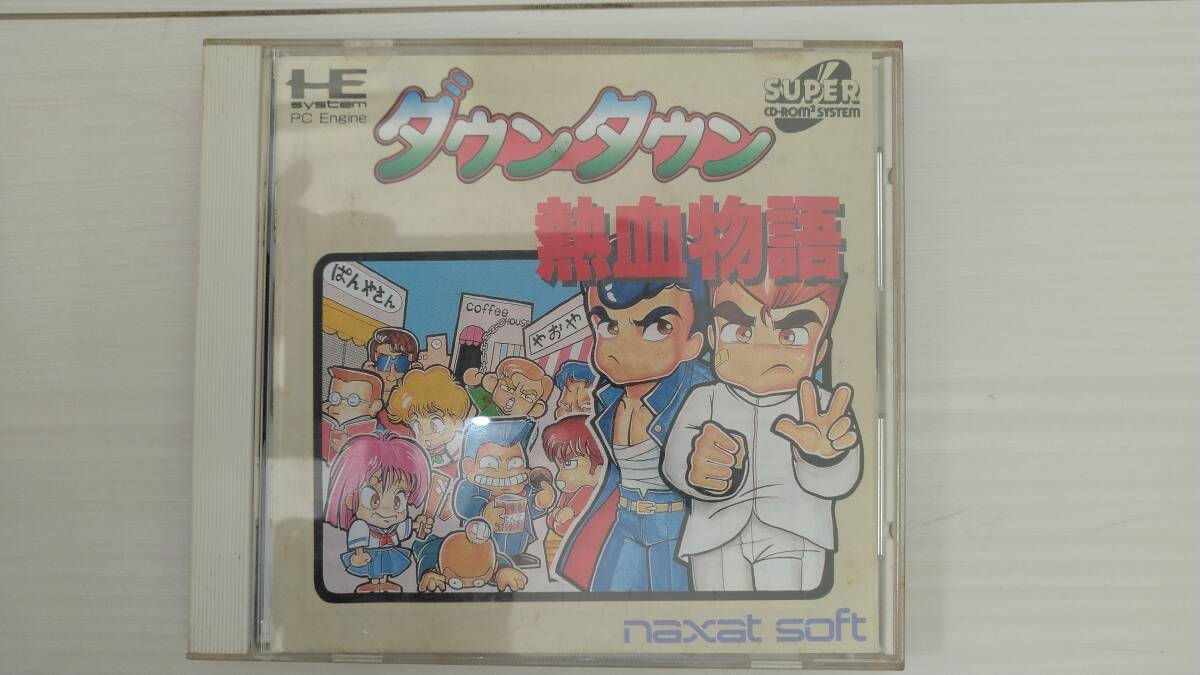 HE
system
PC Engine
ダウンタウン
SUPER
CD-ROM² SYSTEM
熱血物語
ぱんやさん
coffee
HOUSE
やおや
naxat soft